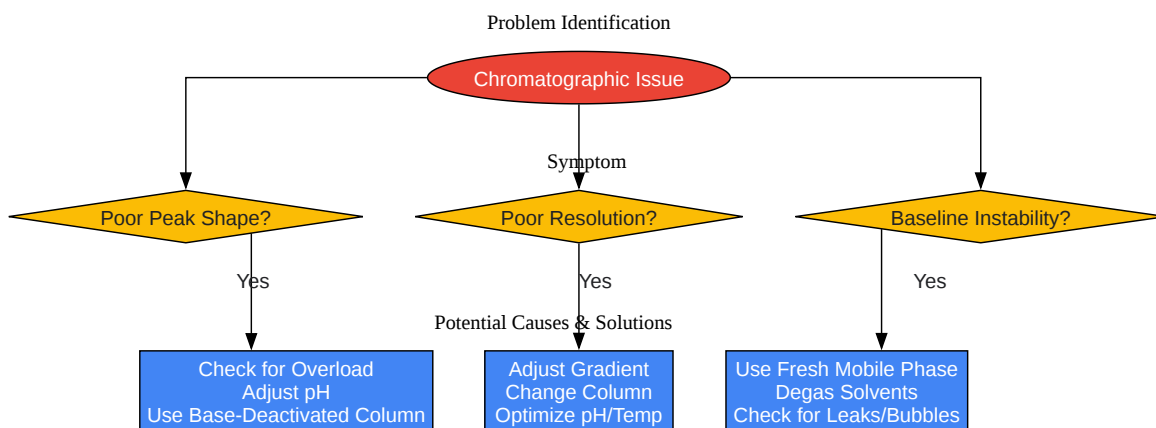 Problem Identification
Chromatographic Issue
Symptom
Poor Peak Shape?
Poor Resolution?
Baseline Instability?
Yes
Yes
Yes
Potential Causes & Solutions
Check for Overload
Adjust pH
Use Base-Deactivated Column
Adjust Gradient
Change Column
Optimize pH/Temp
Use Fresh Mobile Phase
Degas Solvents
Check for Leaks/Bubbles